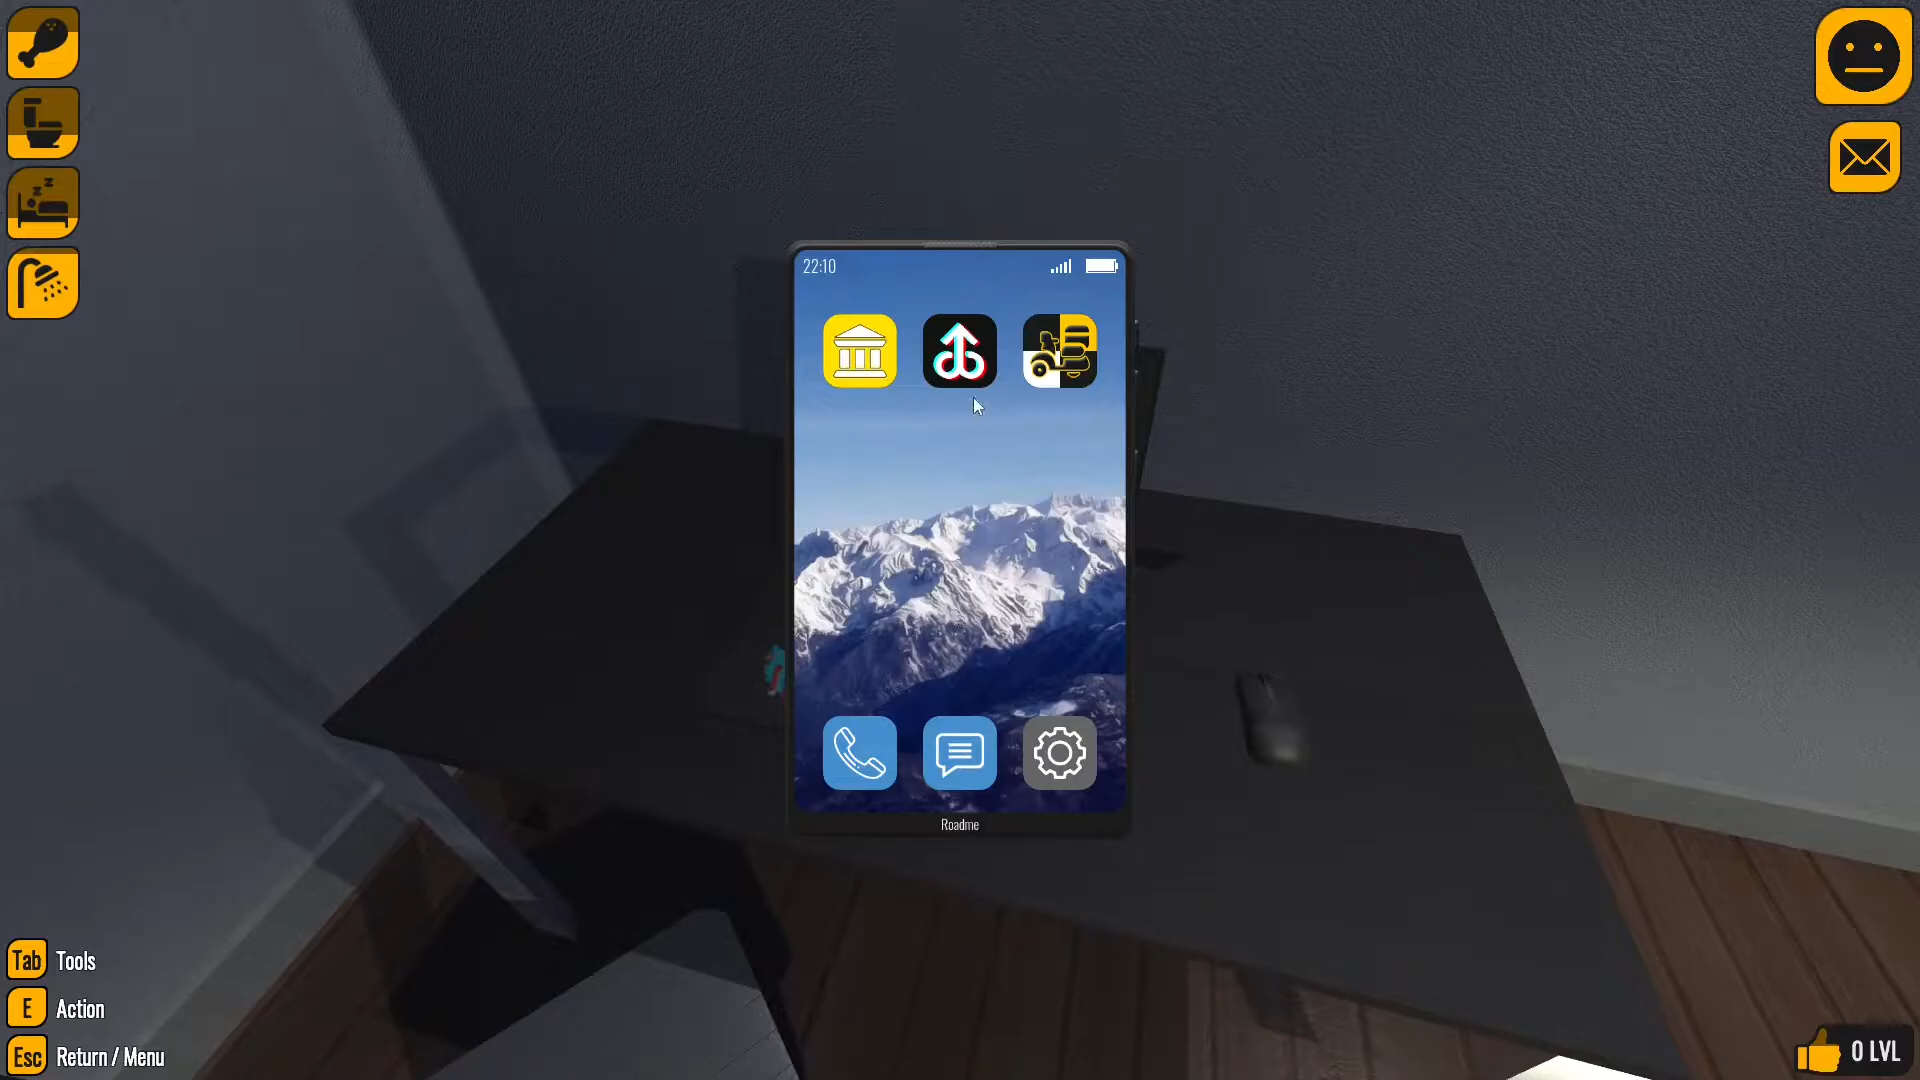 22:10
Roadme
Tab Tools
E Action
Esc Return / Menu
0 LVL